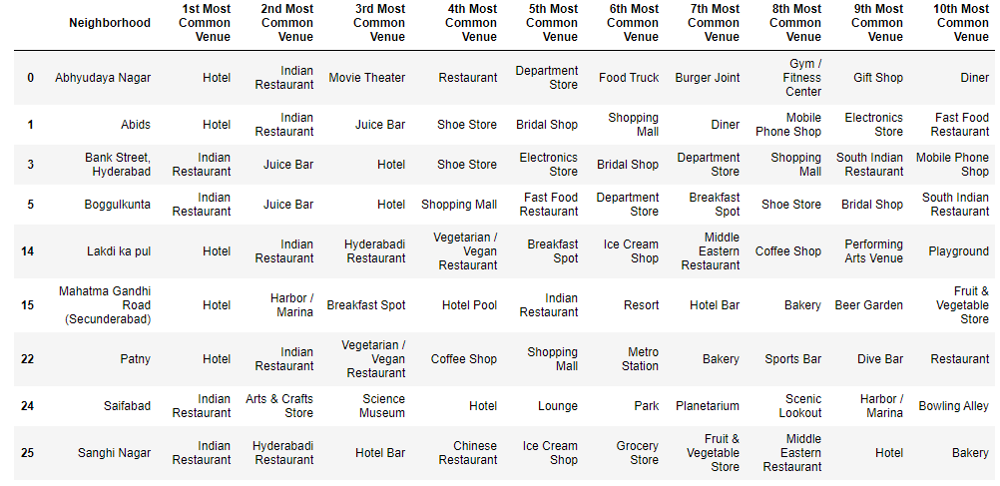 Neighborhood 1st Most Common Venue 2nd Most Common Venue 3rd Most Common Venue 4th Most Common Venue 5th Most Common Venue 6th Most Common Venue 7th Most Common Venue 8th Most Common Venue 9th Most Common Venue 10th Most Common Venue
0 Abhyudaya Nagar Hotel Indian Restaurant Movie Theater Restaurant Department Store Food Truck Burger Joint Gym / Fitness Center Gift Shop Diner
1 Abids Hotel Indian Restaurant Juice Bar Shoe Store Bridal Shop Shopping Mall Diner Mobile Phone Shop Electronics Store Fast Food Restaurant
3 Bank Street, Hyderabad Indian Restaurant Juice Bar Hotel Shoe Store Electronics Store Bridal Shop Department Store Shopping Mall South Indian Restaurant Mobile Phone Shop
5 Boggulkunta Indian Restaurant Juice Bar Hotel Shopping Mall Fast Food Restaurant Department Store Breakfast Spot Shoe Store Bridal Shop South Indian Restaurant
14 Lakdi ka pul Hotel Indian Restaurant Hyderabadi Restaurant Vegetarian / Vegan Restaurant Breakfast Spot Ice Cream Shop Middle Eastern Restaurant Coffee Shop Performing Arts Venue Playground
15 Mahatma Gandhi Road (Secunderabad) Hotel Harbor / Marina Breakfast Spot Hotel Pool Indian Restaurant Resort Hotel Bar Bakery Beer Garden Fruit & Vegetable Store
22 Patny Hotel Indian Restaurant Vegetarian / Vegan Restaurant Coffee Shop Shopping Mall Metro Station Bakery Sports Bar Dive Bar Restaurant
24 Saifabad Indian Restaurant Arts & Crafts Store Science Museum Hotel Lounge Park Planetarium Scenic Lookout Harbor / Marina Bowling Alley
25 Sanghi Nagar Indian Restaurant Hyderabadi Restaurant Hotel Bar Chinese Restaurant Ice Cream Shop Grocery Store Fruit & Vegetable Store Middle Eastern Restaurant Hotel Bakery